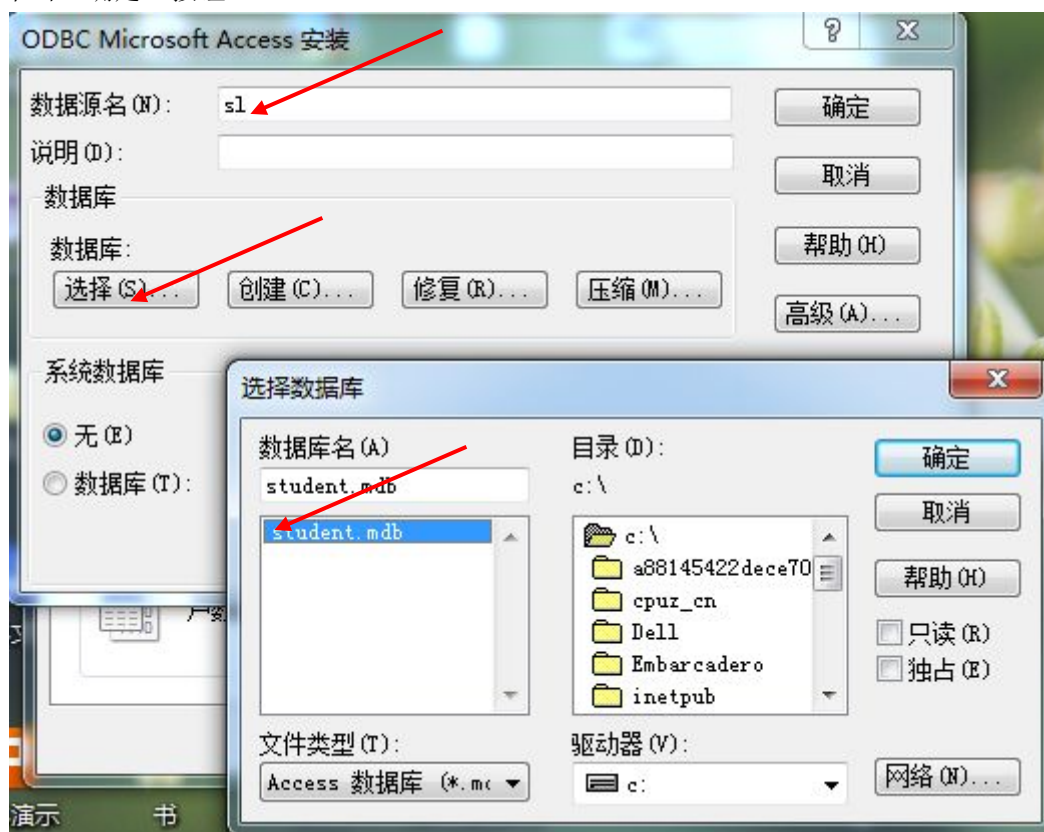 ODBC Microsoft Access 安装
数据源名(N): sl
确定
说明(D):
取消
数据库
数据库:
帮助(H)
选择(S)... 创建(C)... 修复(R)... 压缩(M)...
高级(A)...
系统数据库
无(E)
数据库(T):
选择数据库
数据库名(A) 目录(D):
确定
student.mdb c:\
取消
student.mdb c:\
a88145422dece70
帮助(H)
cpuz_cn
Dell
只读(R)
Embarcadero
独占(E)
inetpub
文件类型(T): 驱动器(V):
Access 数据库 (*.m c:
网络(N)...
演示 书